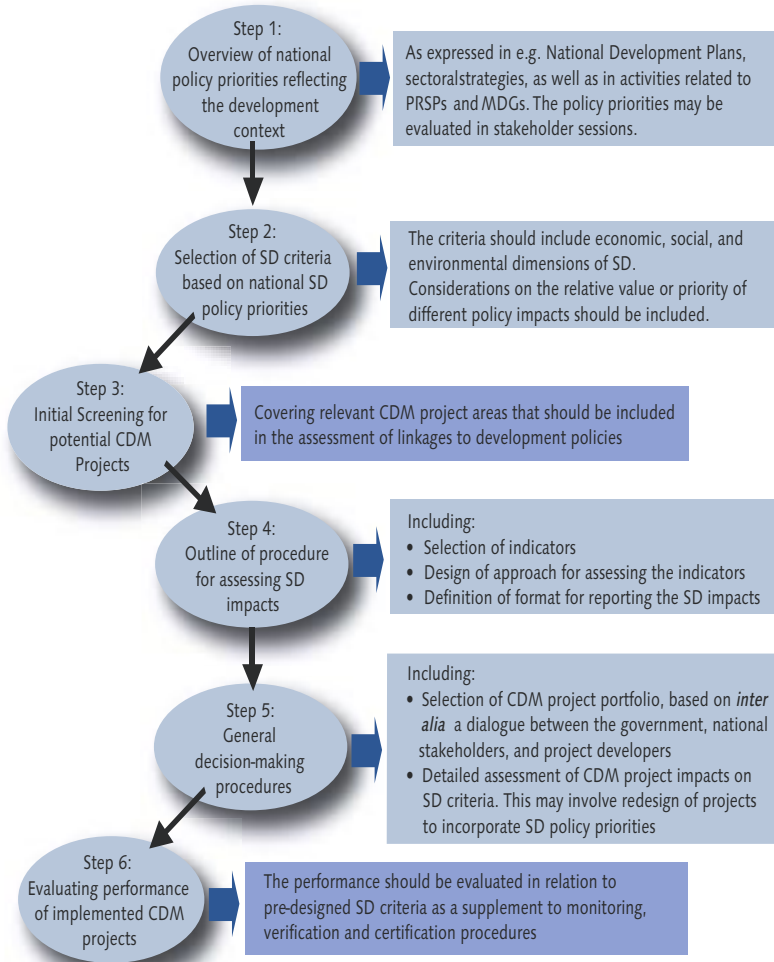 Step 1:
Overview of national
policy priorities reflecting
the development
context
As expressed in e.g. National Development Plans,
sectoralstrategies, as well as in activities related to
PRSPs and MDGs. The policy priorities may be
evaluated in stakeholder sessions.
Step 2:
Selection of SD criteria
based on national SD
policy priorities
The criteria should include economic, social, and
environmental dimensions of SD.
Considerations on the relative value or priority of
different policy impacts should be included.
Step 3:
Initial Screening for
potential CDM
Projects
Covering relevant CDM project areas that should be included
in the assessment of linkages to development policies
Step 4:
Outline of procedure
for assessing SD
impacts
Including:
• Selection of indicators
• Design of approach for assessing the indicators
• Definition of format for reporting the SD impacts
Step 5:
General
decision-making
procedures
Including:
• Selection of CDM project portfolio, based on inter
alia a dialogue between the government, national
stakeholders, and project developers
• Detailed assessment of CDM project impacts on
SD criteria. This may involve redesign of projects
to incorporate SD policy priorities
Step 6:
Evaluating performance
of implemented CDM
projects
The performance should be evaluated in relation to
pre-designed SD criteria as a supplement to monitoring,
verification and certification procedures